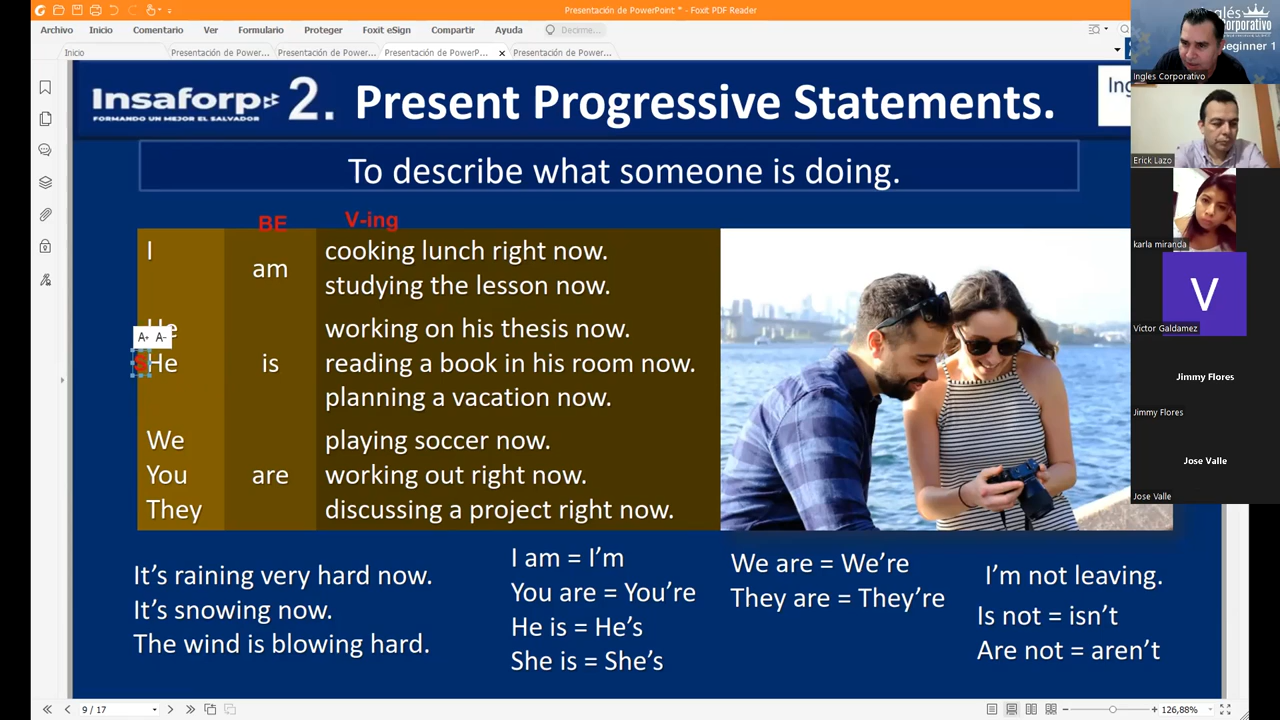 Presentación de PowerPoint * - Foxit PDF Reader
Archivo Inicio Comentario Ver Formulario Proteger Foxit eSign Compartir Ayuda Decirme...
Inicio Presentación de Power... Presentación de Power... Presentación de PowerP... Presentación de Power...
Insaforp
FORMANDO UN MEJOR EL SALVADOR
2. Present Progressive Statements.
To describe what someone is doing.
BE V-ing
I
am
cooking lunch right now.
studying the lesson now.
He
working on his thesis now.
A+ A-
He
is
reading a book in his room now.
planning a vacation now.
We
You
They
are
playing soccer now.
working out right now.
discussing a project right now.
It’s raining very hard now.
It’s snowing now.
The wind is blowing hard.
I am = I’m
You are = You’re
He is = He’s
She is = She’s
We are = We’re
They are = They’re
I’m not leaving.
Is not = isn’t
Are not = aren’t
Ingles Corporativo
Erick Lazo
karla miranda
V
Victor Galdamez
Jimmy Flores
Jimmy Flores
Jose Valle
Jose Valle
9 / 17
126,88%